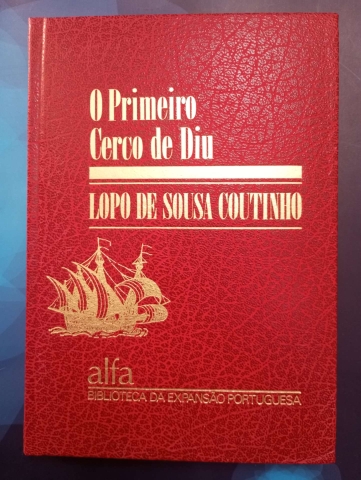 O Primeiro
Cerco de Diu
LOPO DE SOUSA COUTINHO
alfa
BIBLIOTECA DA EXPANSÃO PORTUGUESA